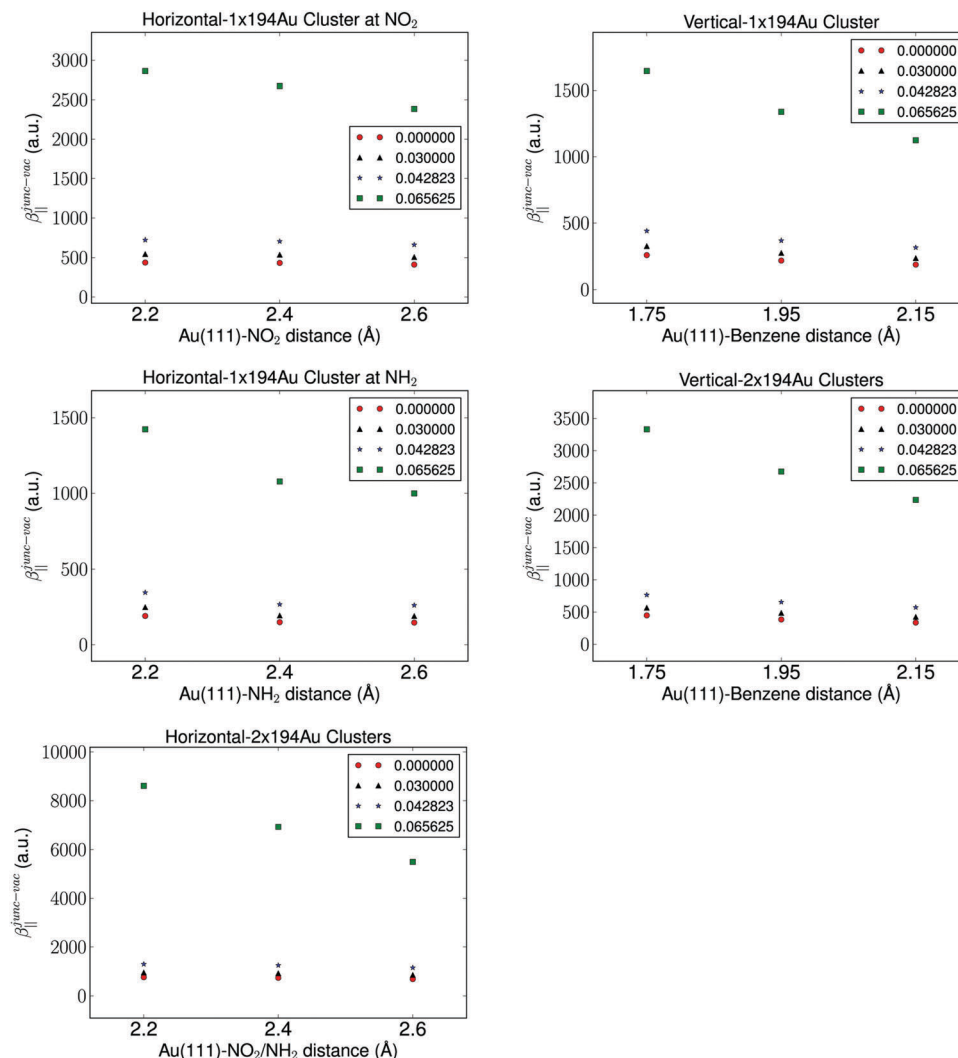 Horizontal-1x194Au Cluster at NO₂
3000
2500
2000
1500
1000
500
0
β||^junc−vac (a.u.)
0.000000
0.030000
0.042823
0.065625
2.2 2.4 2.6
Au(111)-NO₂ distance (Å)
Vertical-1x194Au Cluster
1500
1000
500
0
β||^junc−vac (a.u.)
0.000000
0.030000
0.042823
0.065625
1.75 1.95 2.15
Au(111)-Benzene distance (Å)
Horizontal-1x194Au Cluster at NH₂
1500
1000
500
0
β||^junc−vac (a.u.)
0.000000
0.030000
0.042823
0.065625
2.2 2.4 2.6
Au(111)-NH₂ distance (Å)
Vertical-2x194Au Clusters
3500
3000
2500
2000
1500
1000
500
0
β||^junc−vac (a.u.)
0.000000
0.030000
0.042823
0.065625
1.75 1.95 2.15
Au(111)-Benzene distance (Å)
Horizontal-2x194Au Clusters
10000
8000
6000
4000
2000
0
β||^junc−vac (a.u.)
0.000000
0.030000
0.042823
0.065625
2.2 2.4 2.6
Au(111)-NO₂/NH₂ distance (Å)